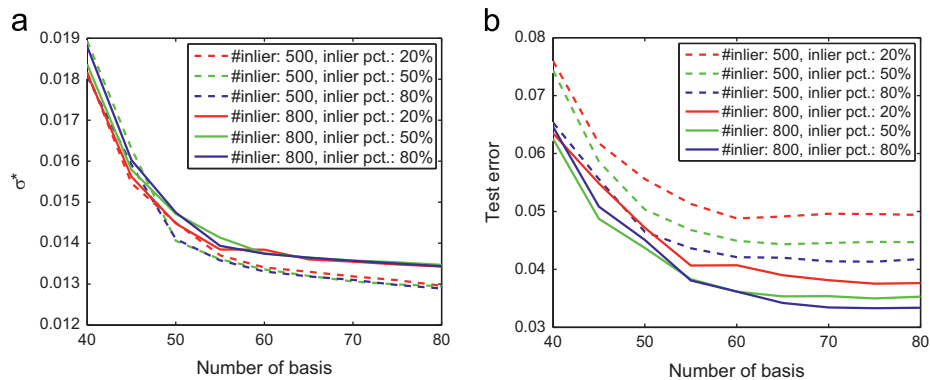 a
0.019
0.018
0.017
0.016
0.015
0.014
0.013
0.012
σ*
#inlier: 500, inlier pct.: 20%
#inlier: 500, inlier pct.: 50%
#inlier: 500, inlier pct.: 80%
#inlier: 800, inlier pct.: 20%
#inlier: 800, inlier pct.: 50%
#inlier: 800, inlier pct.: 80%
40 50 60 70 80
Number of basis
b
0.08
0.07
0.06
0.05
0.04
0.03
Test error
#inlier: 500, inlier pct.: 20%
#inlier: 500, inlier pct.: 50%
#inlier: 500, inlier pct.: 80%
#inlier: 800, inlier pct.: 20%
#inlier: 800, inlier pct.: 50%
#inlier: 800, inlier pct.: 80%
40 50 60 70 80
Number of basis